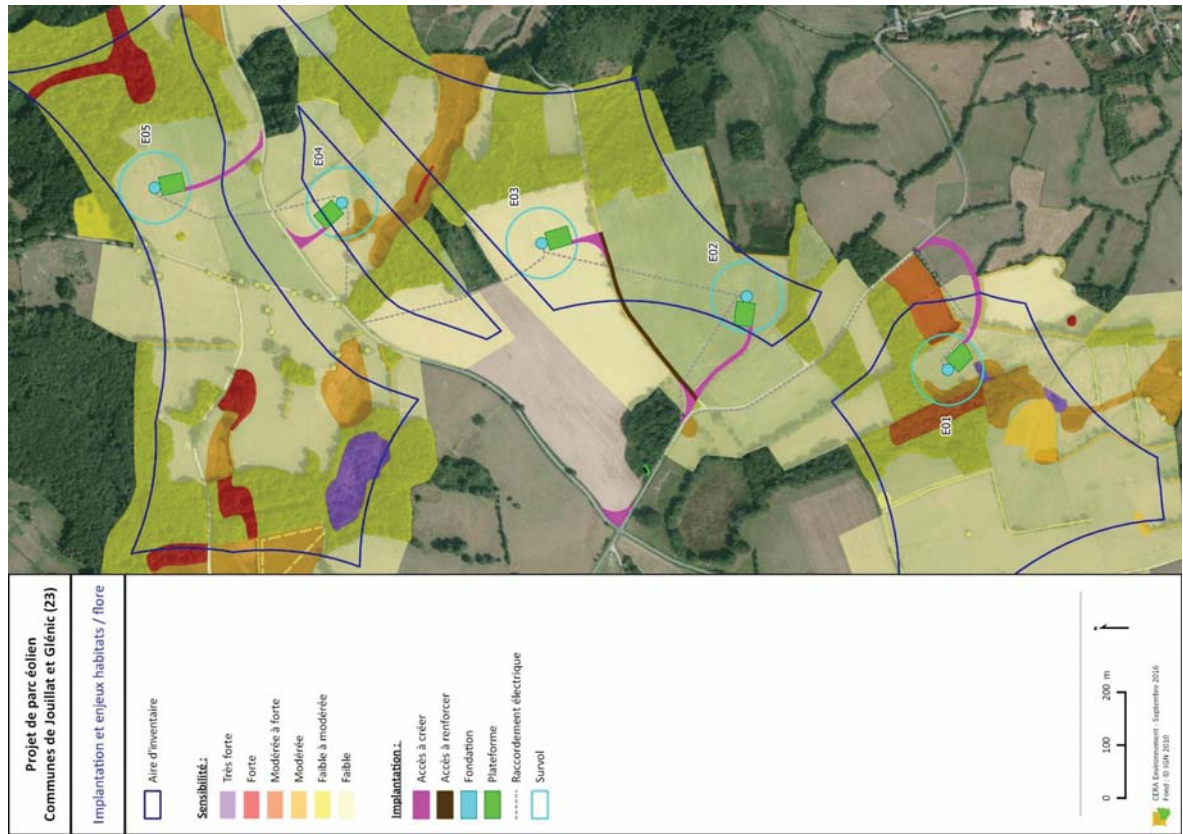 Projet de parc éolien
Communes de Jouillat et Glénic (23)
Implantation et enjeux habitats / flore
Aire d'inventaire
Sensibilité :
Très forte
Forte
Modérée à forte
Modérée
Faible à modérée
Faible
Implantation :
Accès à créer
Accès à renforcer
Fondation
Plateforme
Raccordement électrique
Survol
0 100 200 m
CERA Environnement - Septembre 2016
Fond : © IGN 2010
E05
E04
E03
E02
E01